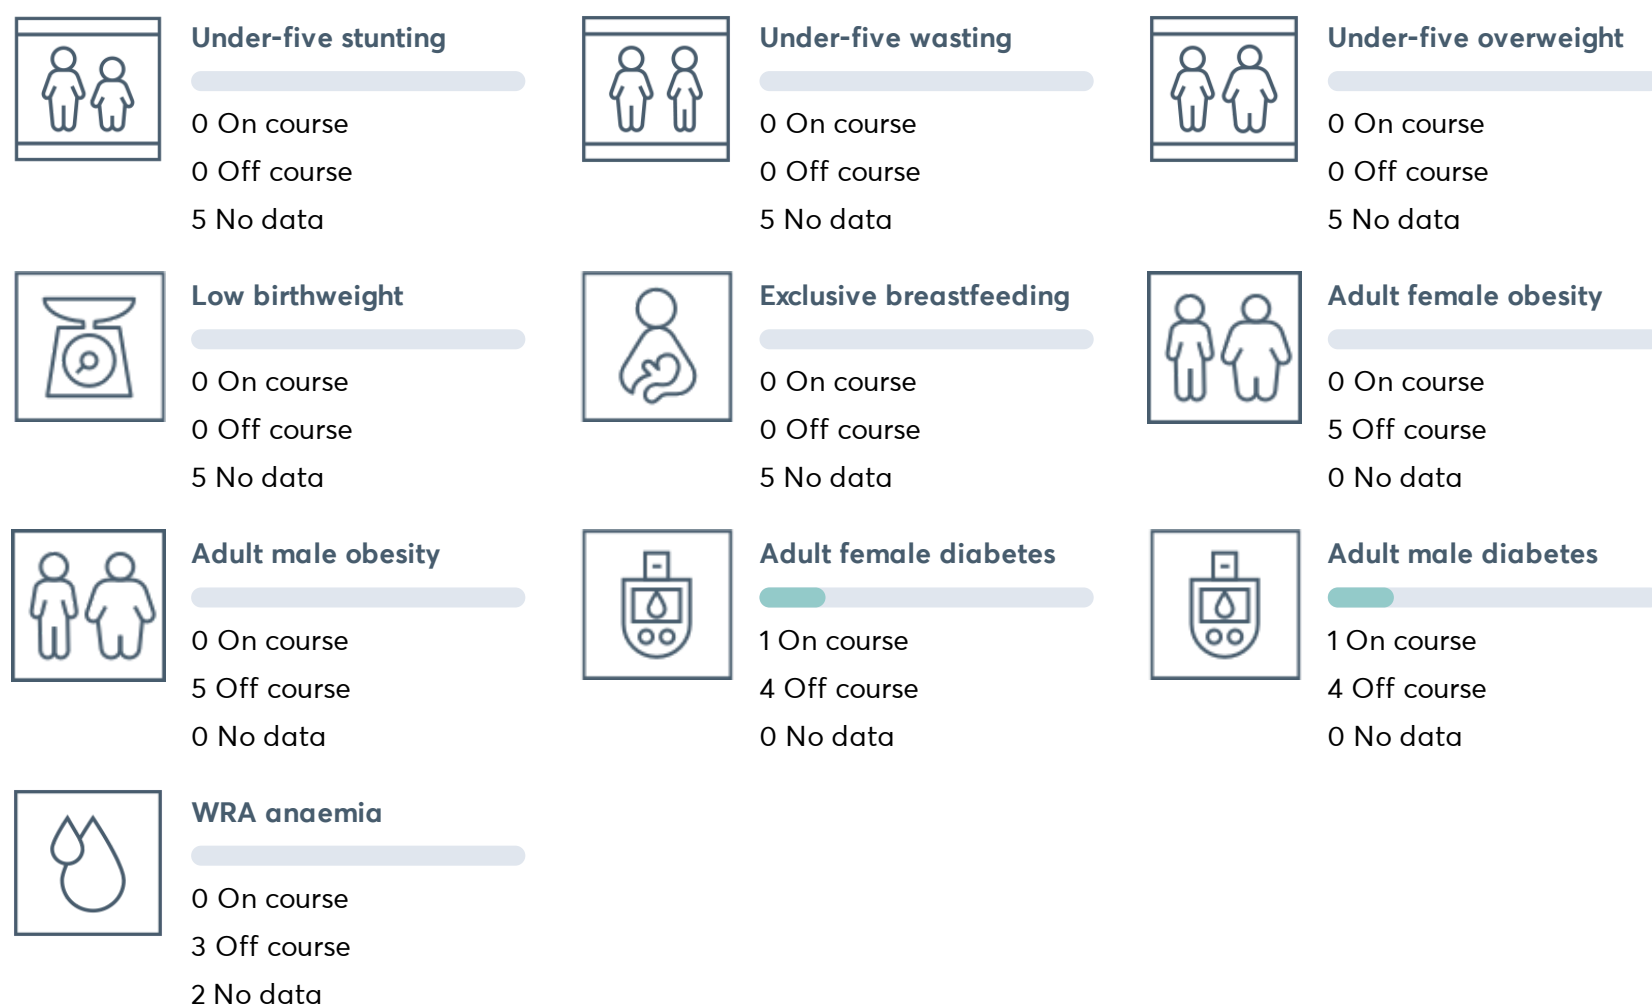 Under-five stunting
0 On course
0 Off course
5 No data
Under-five wasting
0 On course
0 Off course
5 No data
Under-five overweight
0 On course
0 Off course
5 No data
Low birthweight
0 On course
0 Off course
5 No data
Exclusive breastfeeding
0 On course
0 Off course
5 No data
Adult female obesity
0 On course
5 Off course
0 No data
Adult male obesity
0 On course
5 Off course
0 No data
Adult female diabetes
1 On course
4 Off course
0 No data
Adult male diabetes
1 On course
4 Off course
0 No data
WRA anaemia
0 On course
3 Off course
2 No data